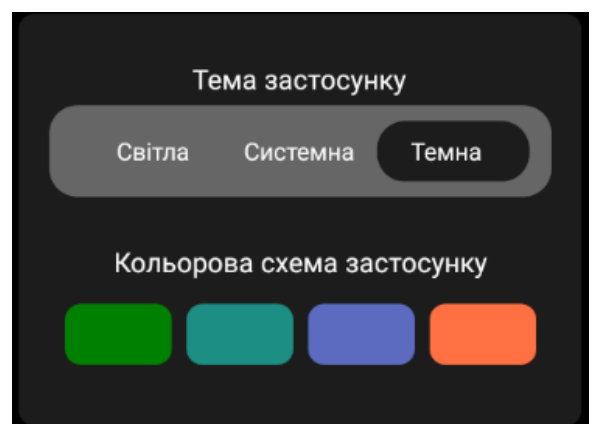 Тема застосунку
Світла Системна Темна
Кольорова схема застосунку